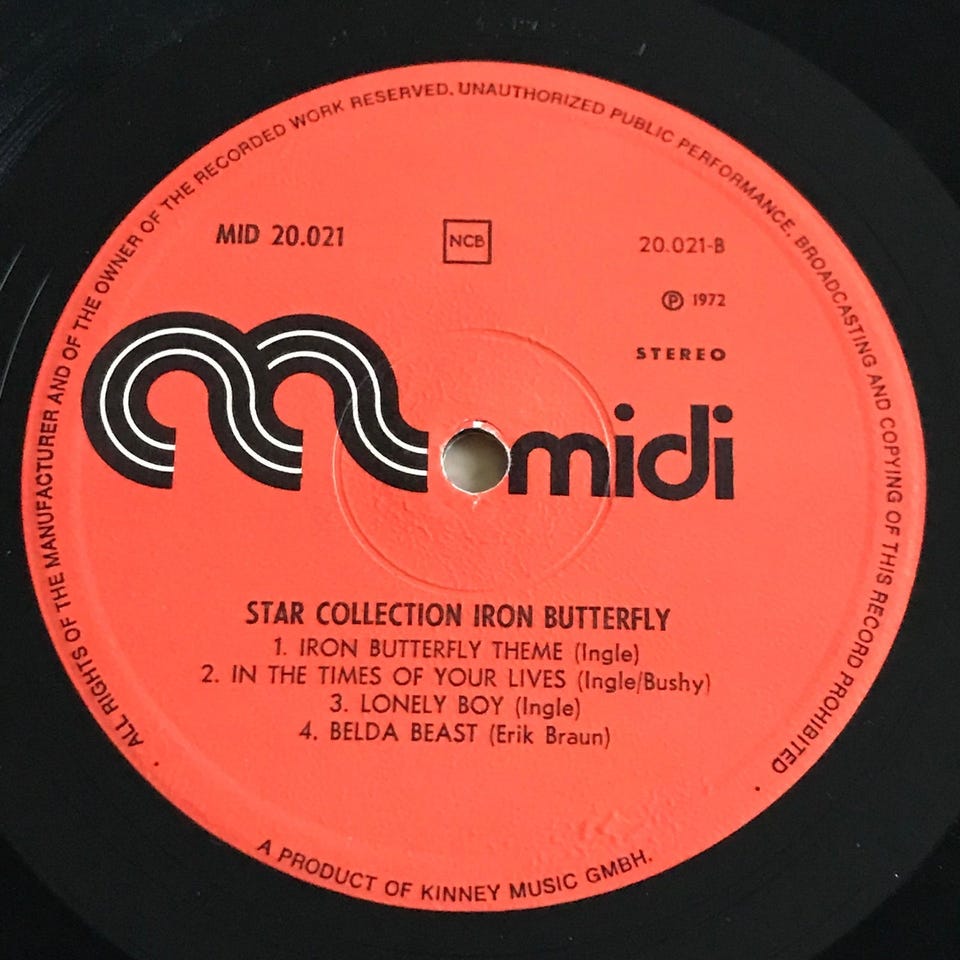 ALL RIGHTS OF THE MANUFACTURER AND OF THE OWNER OF THE RECORDED WORK RESERVED. UNAUTHORIZED PUBLIC PERFORMANCE, BROADCASTING AND COPYING OF THIS RECORD PROHIBITED
MID 20.021
NCB
20.021-B
Ⓟ 1972
STEREO
midi
STAR COLLECTION IRON BUTTERFLY
1. IRON BUTTERFLY THEME (Ingle)
2. IN THE TIMES OF YOUR LIVES (Ingle/Bushy)
3. LONELY BOY (Ingle)
4. BELDA BEAST (Erik Braun)
A PRODUCT OF KINNEY MUSIC GMBH.